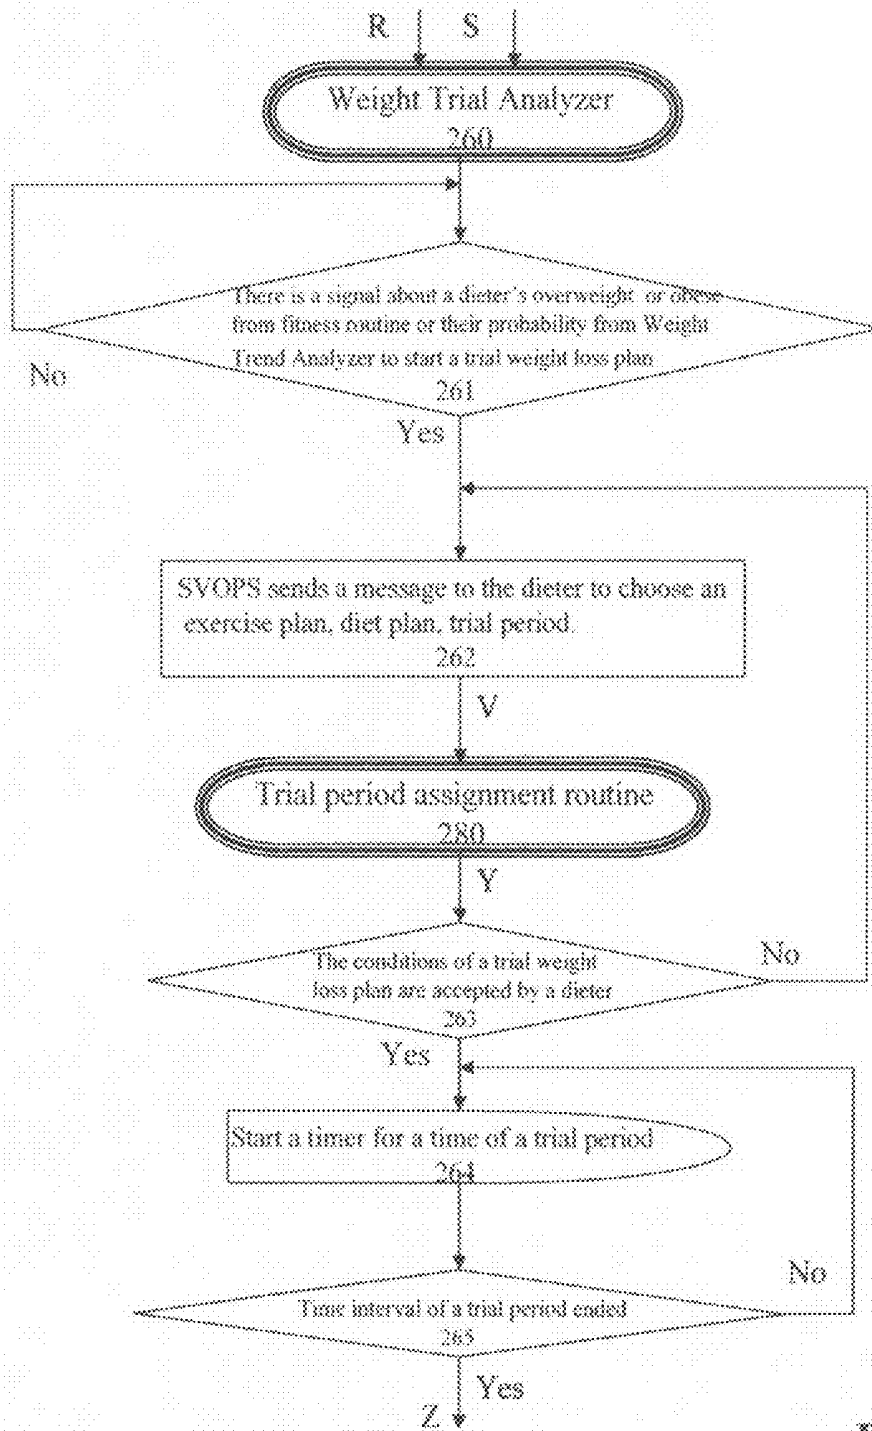 R S
Weight Trial Analyzer
260
There is a signal about a dieter's overweight or obese
from fitness routine or their probability from Weight
Trend Analyzer to start a trial weight loss plan
261
No
Yes
SVOPS sends a message to the dieter to choose an
exercise plan, diet plan, trial period.
262
V
Trial period assignment routine
280
Y
No
The conditions of a trial weight
loss plan are accepted by a dieter
263
Yes
Start a timer for a time of a trial period
264
No
Time interval of a trial period ended
265
Yes
Z